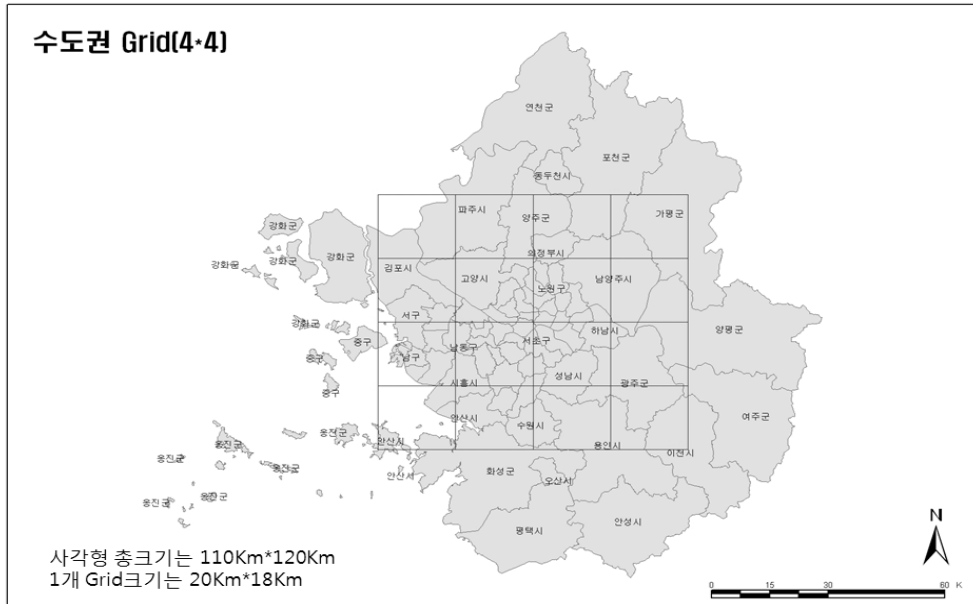 수도권 Grid(4*4)
연천군
포천군
동두천시
파주시
양주군
가평군
강화군
강화군
강화군
강화군
의정부시
김포시
고양시
노원구
남양주시
서구
강화군
중구
하남시
양평군
남동구
서초구
중구
남구
시흥시
성남시
광주군
중구
안산시
수원시
여주군
옹진군
안산시
용인시
옹진군
이천시
옹진군
옹진군
안산시
화성군
오산시
옹진군
옹진군
평택시
안성시
N
사각형 총크기는 110Km*120Km
1개 Grid크기는 20Km*18Km
0 15 30 60 K